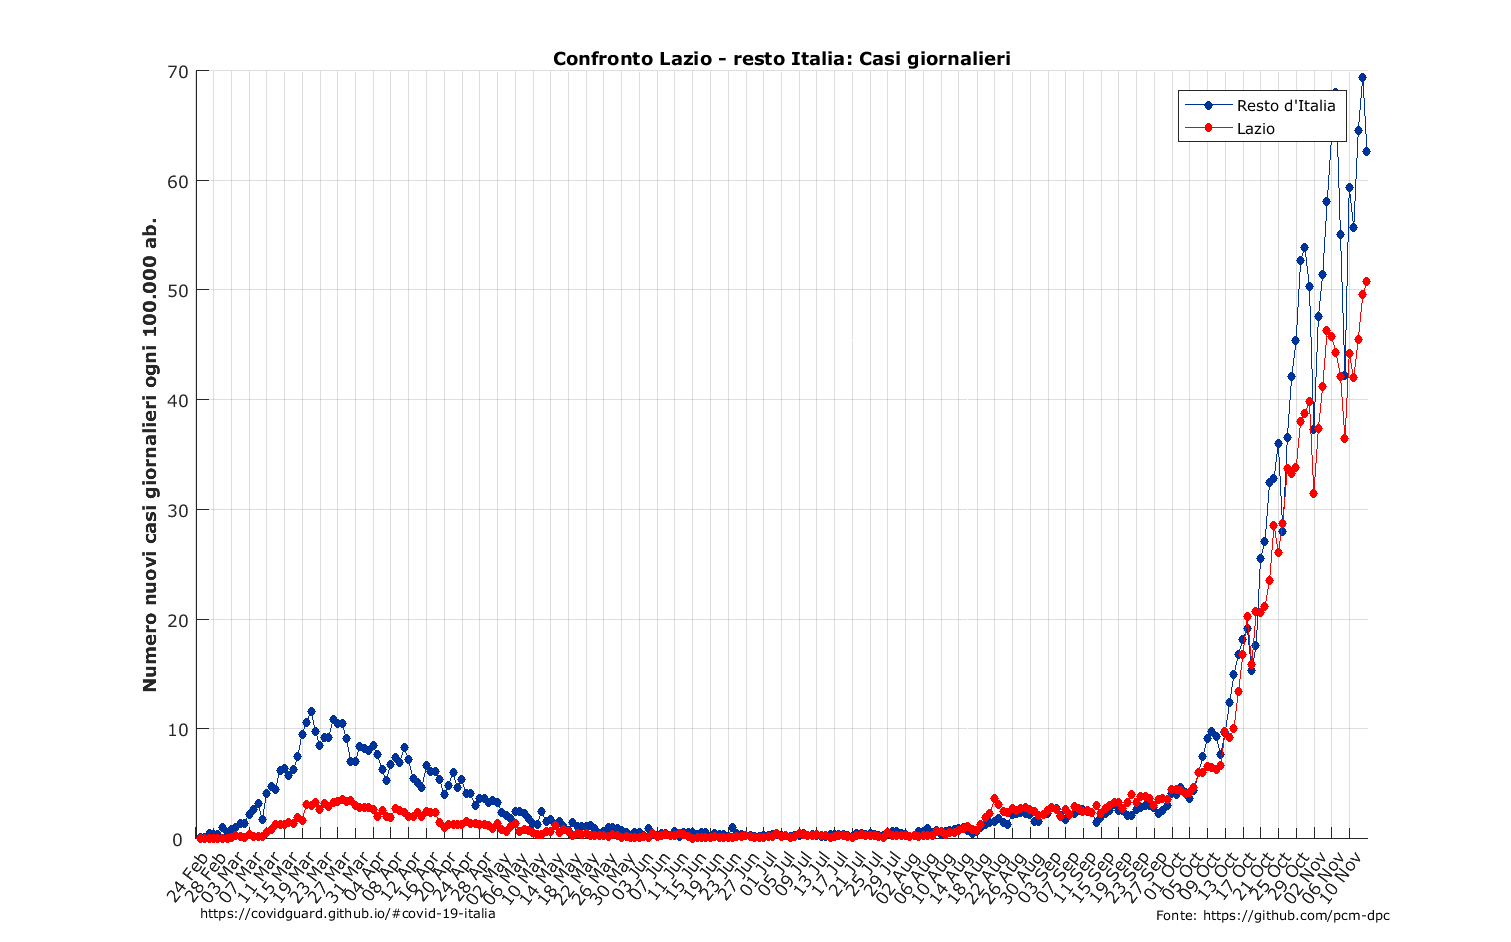 Confronto Lazio - resto Italia: Casi giornalieri
Numero nuovi casi giornalieri ogni 100.000 ab.
70
60
50
40
30
20
10
0
Resto d'Italia
Lazio
24 Feb
28 Feb
03 Mar
07 Mar
11 Mar
15 Mar
19 Mar
23 Mar
27 Mar
31 Mar
04 Apr
08 Apr
12 Apr
16 Apr
20 Apr
24 Apr
28 Apr
02 May
06 May
10 May
14 May
18 May
22 May
26 May
30 May
03 Jun
07 Jun
11 Jun
15 Jun
19 Jun
23 Jun
27 Jun
01 Jul
05 Jul
09 Jul
13 Jul
17 Jul
21 Jul
25 Jul
29 Jul
02 Aug
06 Aug
10 Aug
14 Aug
18 Aug
22 Aug
26 Aug
30 Aug
03 Sep
07 Sep
11 Sep
15 Sep
19 Sep
23 Sep
27 Sep
01 Oct
05 Oct
09 Oct
13 Oct
17 Oct
21 Oct
25 Oct
29 Oct
02 Nov
06 Nov
10 Nov
https://covidguard.github.io/#covid-19-italia
Fonte: https://github.com/pcm-dpc